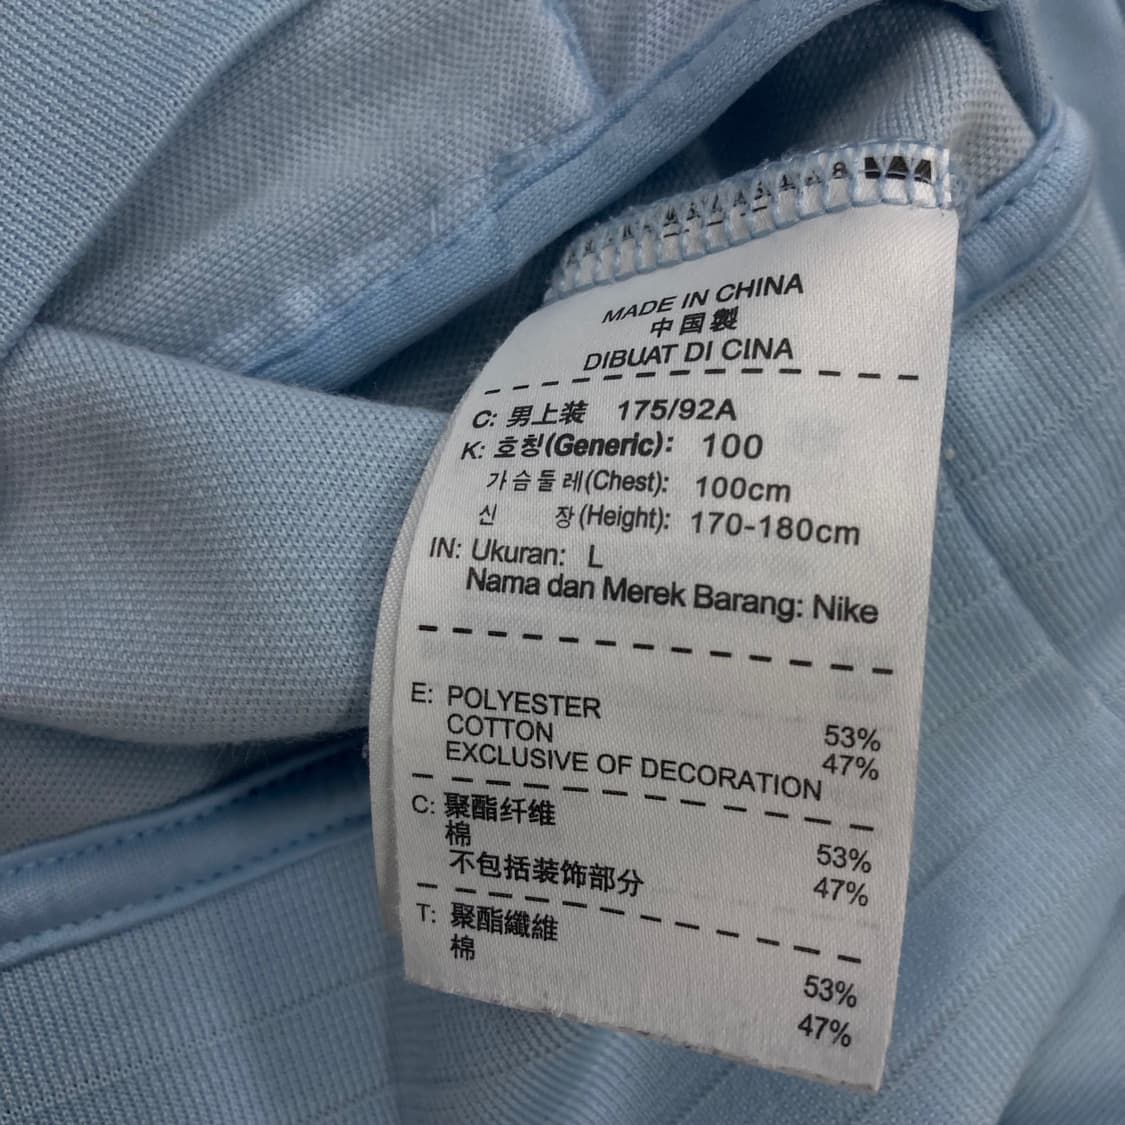 MADE IN CHINA
中国製
DIBUAT DI CINA
C: 男上装 175/92A
K: 호칭(Generic): 100
가슴둘레(Chest): 100cm
신 장(Height): 170-180cm
IN: Ukuran: L
Nama dan Merek Barang: Nike
E: POLYESTER 53%
COTTON 47%
EXCLUSIVE OF DECORATION
C: 聚酯纤维 53%
棉 47%
不包括装饰部分
T: 聚酯纖維 53%
棉 47%